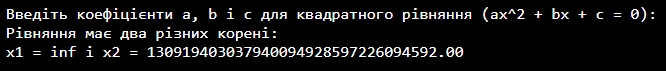 Введіть коефіцієнти a, b і c для квадратного рівняння (ax^2 + bx + c = 0):
Рівняння має два різних корені:
x1 = inf і x2 = 130919403037940094928597226094592.00